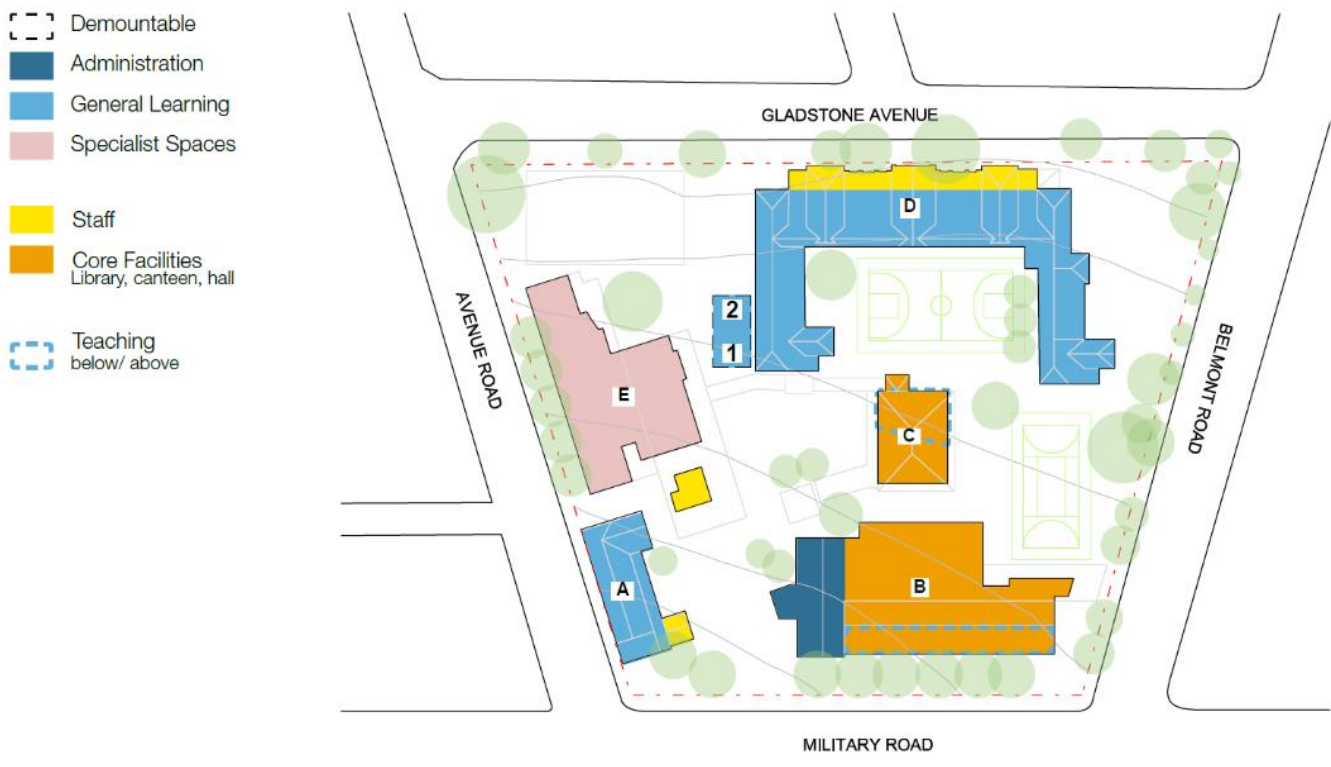 Demountable
Administration
General Learning
Specialist Spaces
Staff
Core Facilities
Library, canteen, hall
Teaching
below/ above
GLADSTONE AVENUE
D
2
1
AVENUE ROAD
BELMONT ROAD
E
C
A
B
MILITARY ROAD